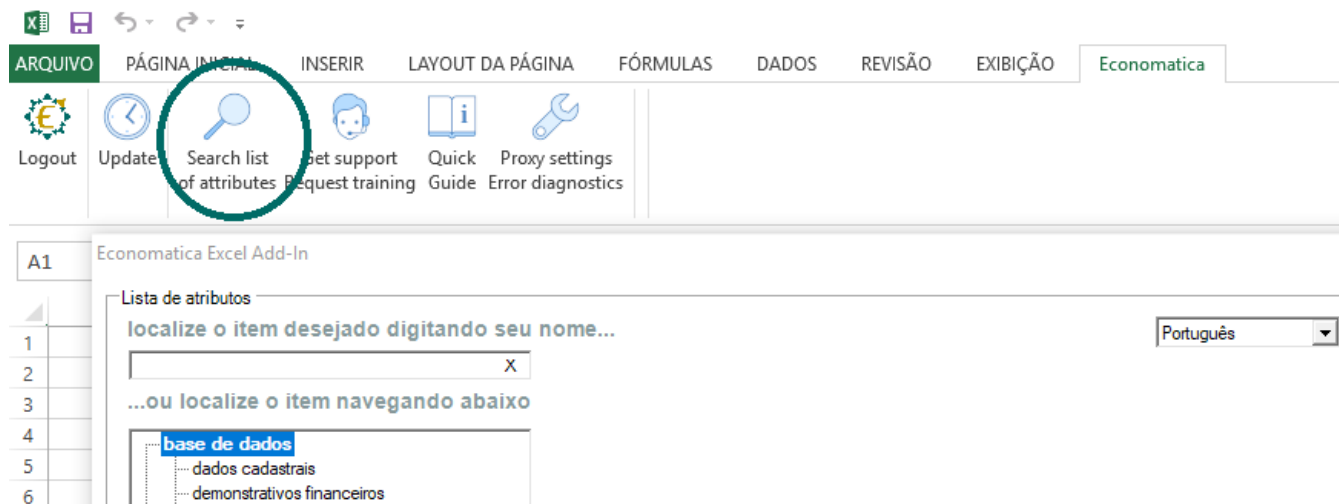 ARQUIVO PÁGINA INICIAL INSERIR LAYOUT DA PÁGINA FÓRMULAS DADOS REVISÃO EXIBIÇÃO Economatica
Logout Update Search list Get support Quick Proxy settings
of attributes Request training Guide Error diagnostics
A1
Economatica Excel Add-In
Lista de atributos
localize o item desejado digitando seu nome...
Português
1
X
2
...ou localize o item navegando abaixo
3
base de dados
4
dados cadastrais
5
demonstrativos financeiros
6